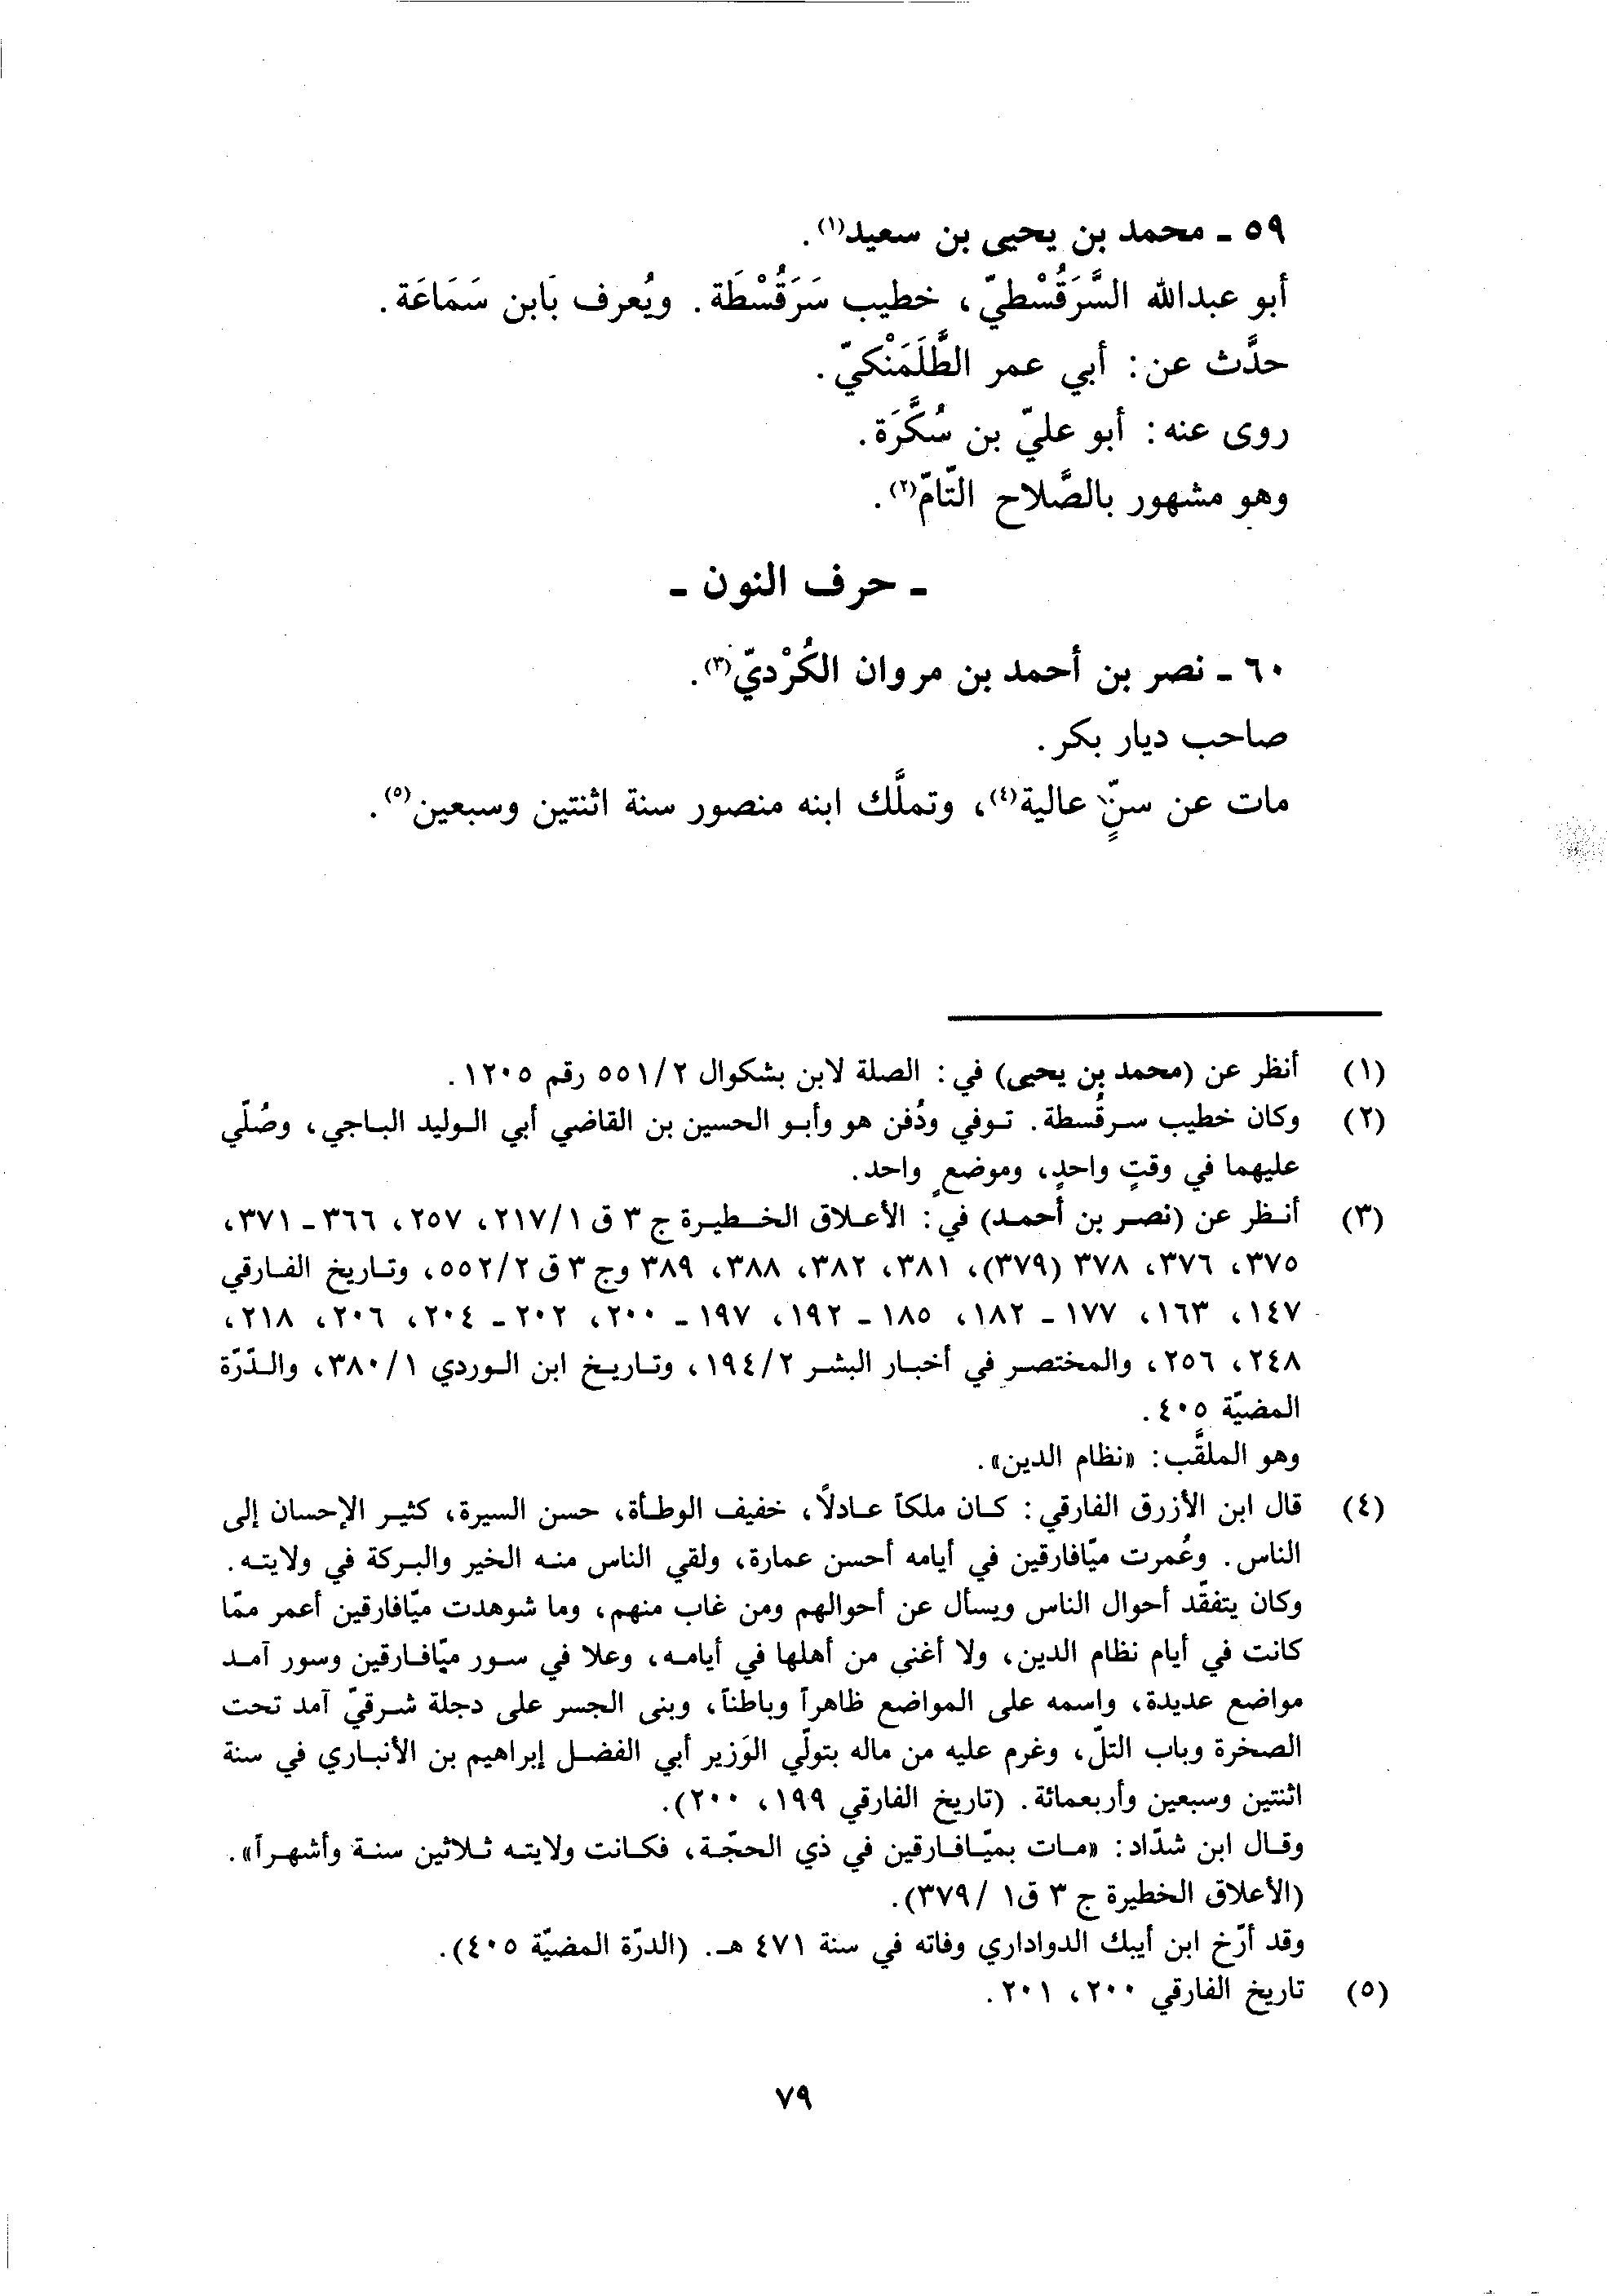 ٥٩ ـ محمد بن يحيى بن سعيد(١).
أبو عبدالله السَّرَقُسْطيّ، خطيب سَرَقُسْطَة. ويُعرف بَابن سَمَاعَة.
حدَّث عن: أبي عمر الطَّلَمَنْكيّ.
روى عنه: أبو عليّ بن سُكَّرَة.
وهو مشهور بالصَّلاح التّامّ(٢).
ـ حرف النون ـ
٦٠ ـ نصر بن أحمد بن مروان الكُرْديّ(٣).
صاحب ديار بكر.
مات عن سنٍّ عالية(٤)، وتملَّك ابنه منصور سنة اثنتين وسبعين(٥).
(١) أنظر عن (محمد بن يحيى) في: الصلة لابن بشكوال ٢/ ٥٥١ رقم ١٢٠٥.
(٢) وكان خطيب سرقُسطة. توفي ودُفن هو وأبو الحسين بن القاضي أبي الوليد الباجي، وصُلّي
عليهما في وقتٍ واحدٍ، وموضعٍ واحد.
(٣) أنظر عن (نصر بن أحمد) في: الأعلاق الخطيرة ج ٣ ق ١/ ٢١٧، ٢٥٧، ٣٦٦ـ ٣٧١،
٣٧٥، ٣٧٦، ٣٧٨ (٣٧٩)، ٣٨١، ٣٨٢، ٣٨٨، ٣٨٩ وج ٣ ق ٢/ ٥٥٢، وتاريخ الفارقي
١٤٧، ١٦٣، ١٧٧ ـ ١٨٢، ١٨٥ ـ ١٩٢، ١٩٧ ـ ٢٠٠، ٢٠٢ ـ ٢٠٤، ٢٠٦، ٢١٨،
٢٤٨، ٢٥٦، والمختصر في أخبار البشر ٢/ ١٩٤، وتاريخ ابن الوردي ١/ ٣٨٠، والدّرّة
المضيّة ٤٠٥.
وهو الملقَّب: «نظام الدين».
(٤) قال ابن الأزرق الفارقي: كان ملكاً عادلاً، خفيف الوطأة، حسن السيرة، كثير الإحسان إلى
الناس. وعُمرت ميّافارقين في أيامه أحسن عمارة، ولقي الناس منه الخير والبركة في ولايته.
وكان يتفقّد أحوال الناس ويسأل عن أحوالهم ومن غاب منهم، وما شوهدت ميّافارقين أعمر ممّا
كانت في أيام نظام الدين، ولا أغنى من أهلها في أيامه، وعلا في سور ميّافارقين وسور آمد
مواضع عديدة، واسمه على المواضع ظاهراً وباطناً، وبنى الجسر على دجلة شرقيّ آمد تحت
الصخرة وباب التلّ، وغرم عليه من ماله بتولّي الوَزير أبي الفضل إبراهيم بن الأنباري في سنة
اثنتين وسبعين وأربعمائة. (تاريخ الفارقي ١٩٩، ٢٠٠).
وقال ابن شدّاد: «مات بميّافارقين في ذي الحجّة، فكانت ولايته ثلاثين سنة وأشهراً».
(الأعلاق الخطيرة ج ٣ ق١ /٣٧٩).
وقد أرّخ ابن أيبك الدواداري وفاته في سنة ٤٧١ هـ. (الدرّة المضيّة ٤٠٥).
(٥) تاريخ الفارقي ٢٠٠، ٢٠١.
٧٩